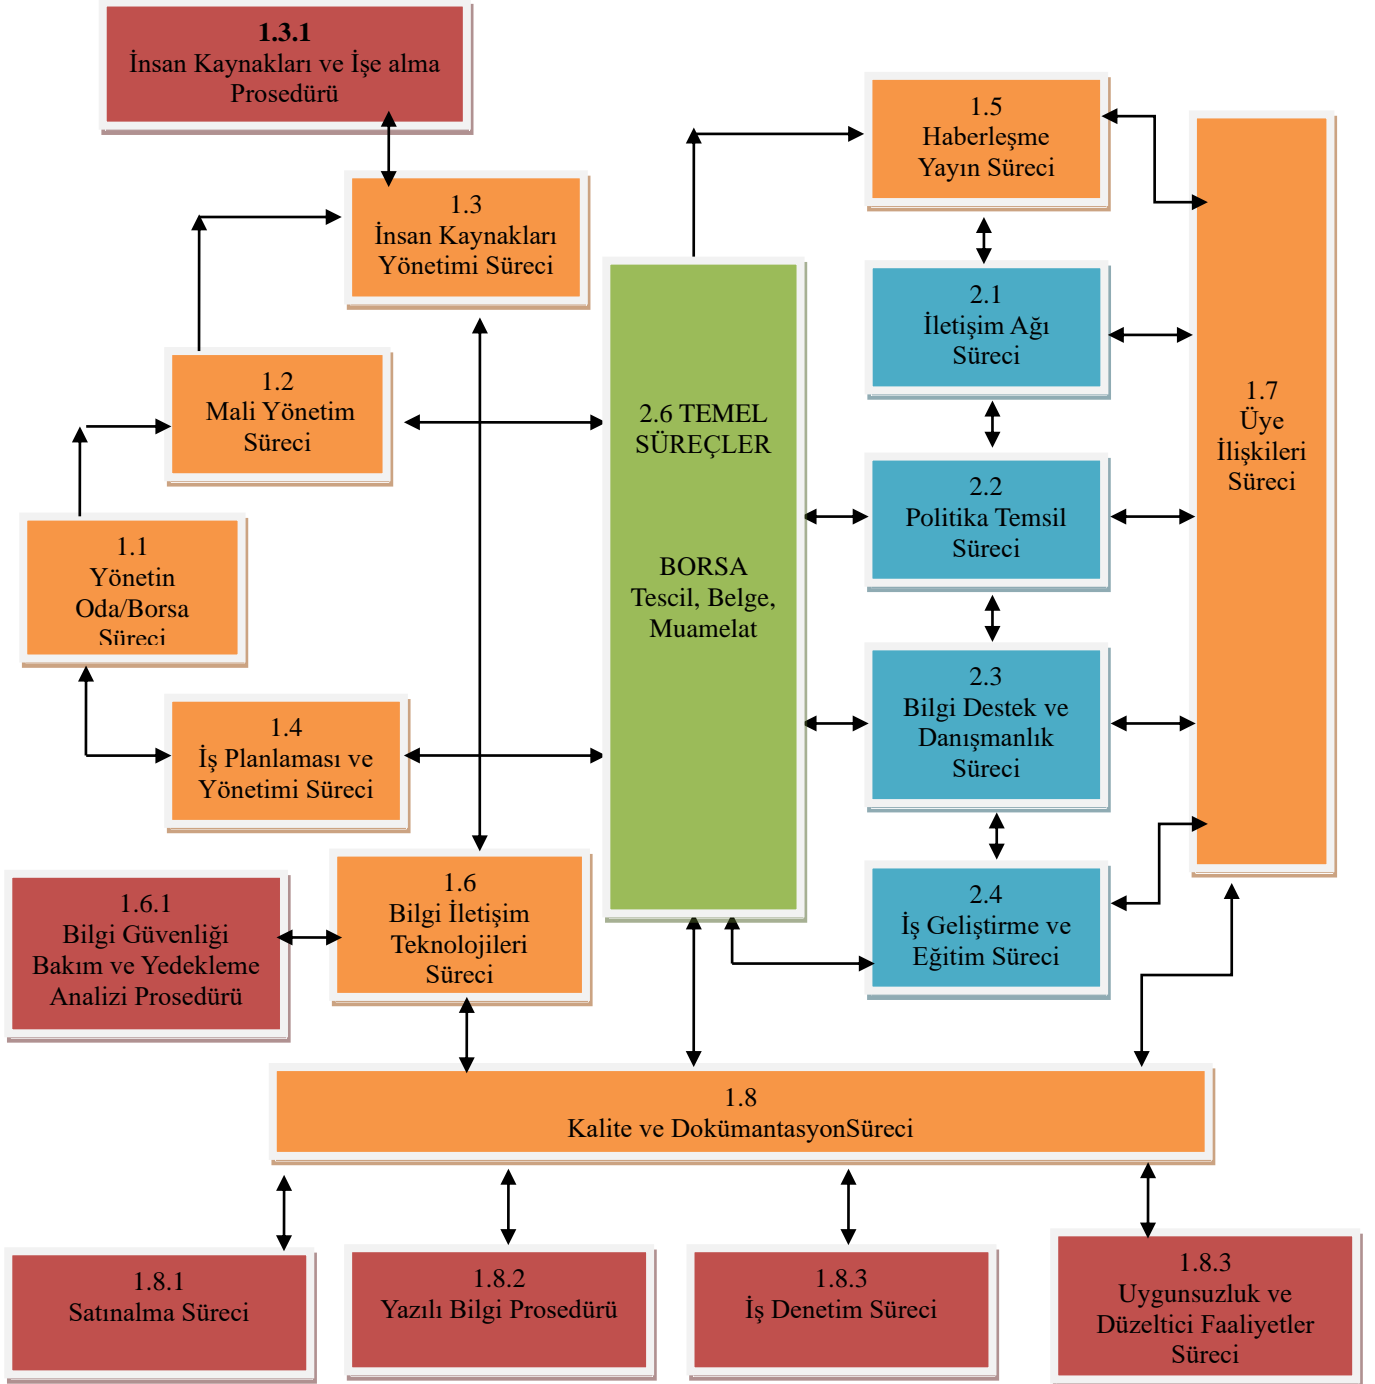 1.3.1
İnsan Kaynakları ve İşe alma
Prosedürü
1.5
Haberleşme
Yayın Süreci
1.3
İnsan Kaynakları
Yönetimi Süreci
2.1
İletişim Ağı
Süreci
1.2
Mali Yönetim
Süreci
2.6 TEMEL
SÜREÇLER
BORSA
Tescil, Belge,
Muamelat
1.7
Üye
İlişkileri
Süreci
2.2
Politika Temsil
Süreci
1.1
Yönetin
Oda/Borsa
Süreci
2.3
Bilgi Destek ve
Danışmanlık
Süreci
1.4
İş Planlaması ve
Yönetimi Süreci
1.6
Bilgi İletişim
Teknolojileri
Süreci
1.6.1
Bilgi Güvenliği
Bakım ve Yedekleme
Analizi Prosedürü
2.4
İş Geliştirme ve
Eğitim Süreci
1.8
Kalite ve DokümantasyonSüreci
1.8.1
Satınalma Süreci
1.8.2
Yazılı Bilgi Prosedürü
1.8.3
İş Denetim Süreci
1.8.3
Uygunsuzluk ve
Düzeltici Faaliyetler
Süreci